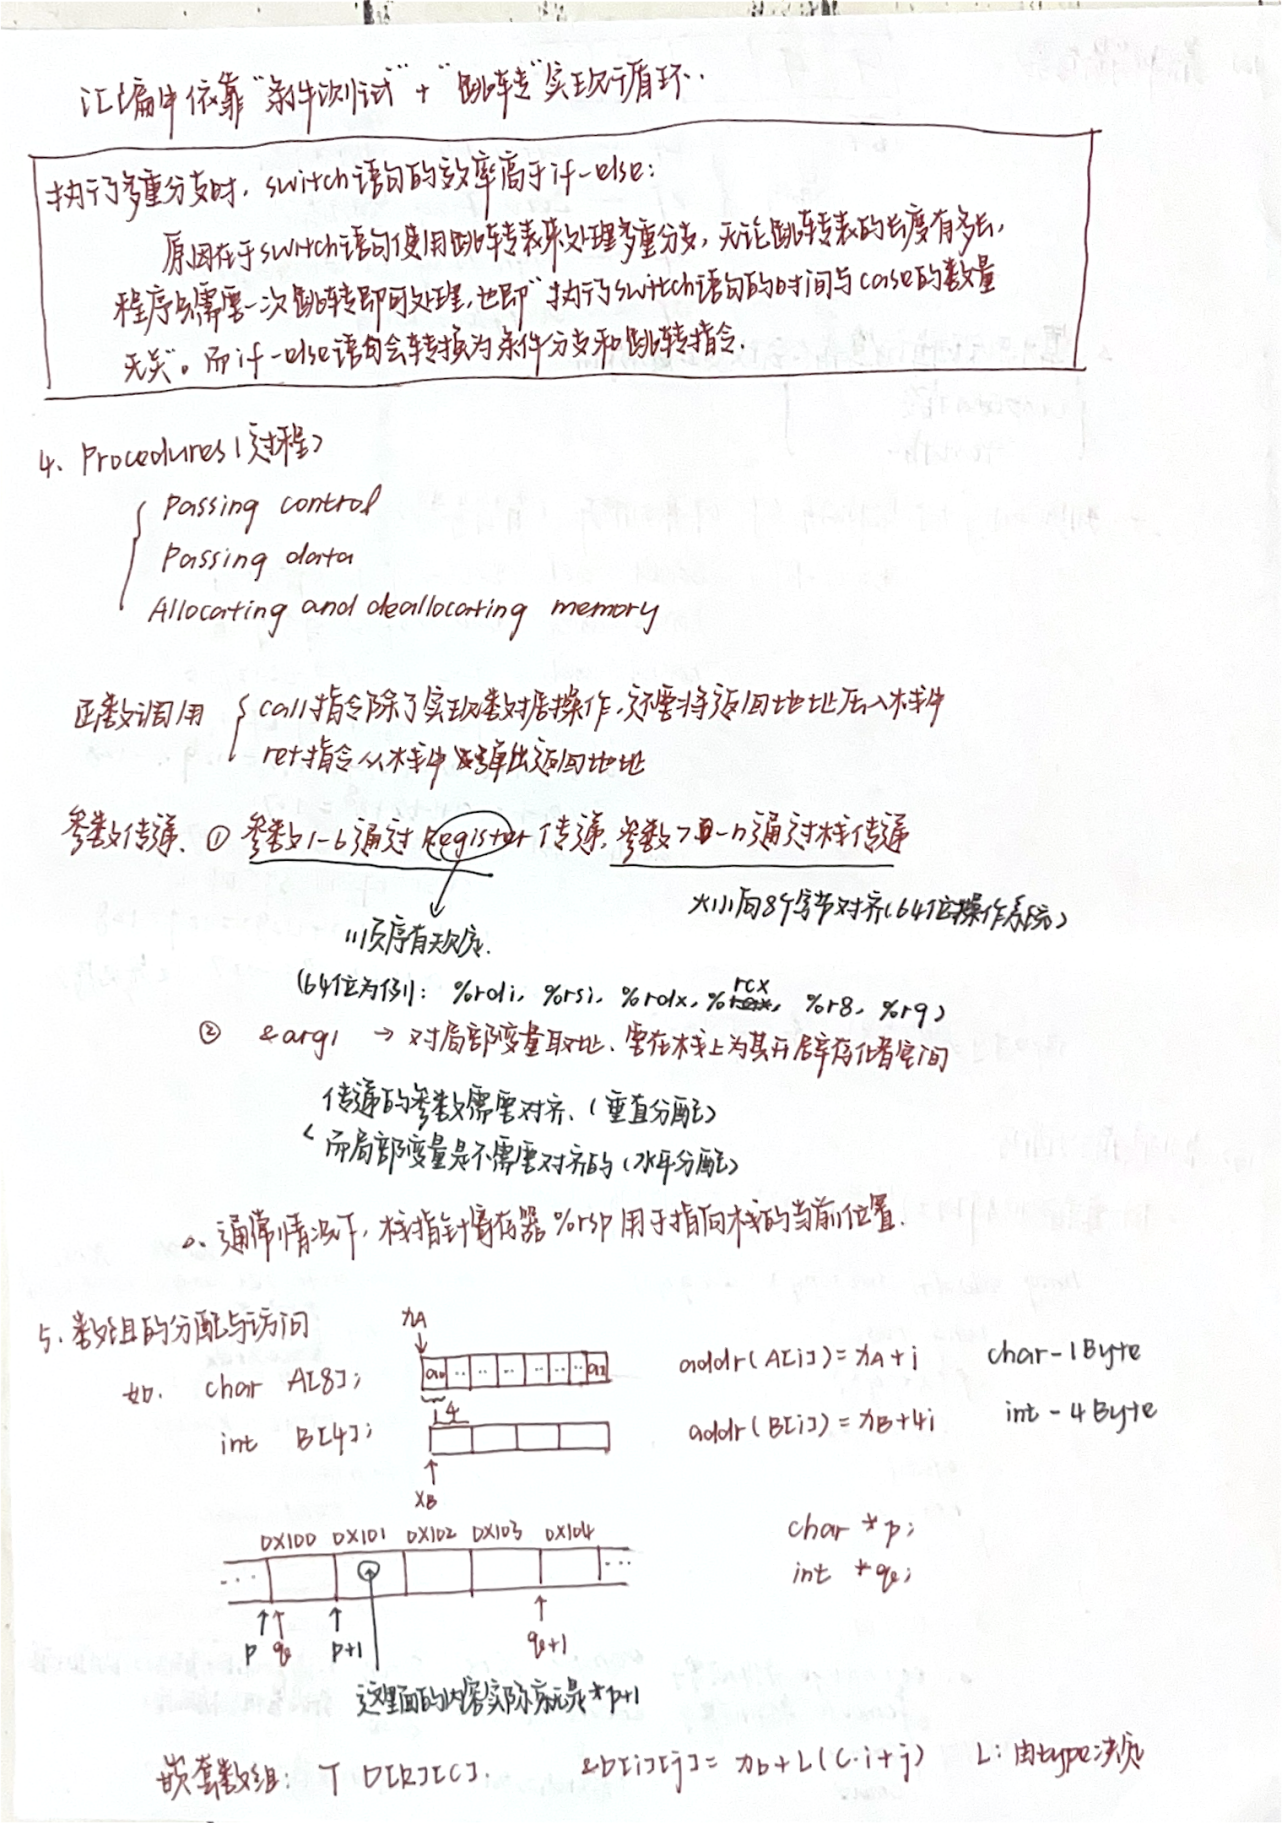 汇编中依靠"条件测试"+"跳转"实现循环.
执行多重分支时, switch语句的效率高于if-else:
原因在于switch语句使用跳转表来处理多重分支, 无论跳转表的长度有多长,
程序只需要一次跳转即可处理, 也即"执行switch语句的时间与case的数量
无关"。而if-else语句会转换为条件分支和跳转指令.
4、Procedures(过程)
Passing control
Passing data
Allocating and deallocating memory
函数调用
call指令除了实现数据操作, 还要将返回地址压入栈中
ret指令从栈中弹出返回地址
参数传递、① 参数1-6通过Register传递, 参数7-n通过栈传递
大小向8个字节对齐(64位操作系统)
顺序有规定.
(64位为例: %rdi, %rsi, %rdx, %rcx, %r8, %r9)
② &arg1 → 对局部变量取址、需在栈上为其开辟存储空间
传递的参数需要对齐、(垂直分配)
而局部变量是不需要对齐的(水平分配)
△、通常情况下, 栈指针寄存器%rsp用于指向栈的当前位置.
5、数组的分配与访问
xA
如. char A[8]; a0 ·· ·· ·· ·· ·· ·· addr(A[i])=xA+i char-1Byte
1 4
int B[4]; addr(B[i])=xB+4i int-4Byte
xB
0X100 0X101 0X102 0X103 0X104 char *p;
··· ··· int *q;
p q p+1 q+1
这里面的内容实际就是*p+1
嵌套数组: T D[R][C]. &D[i][j]=xD+L(C·i+j) L: 由type决定